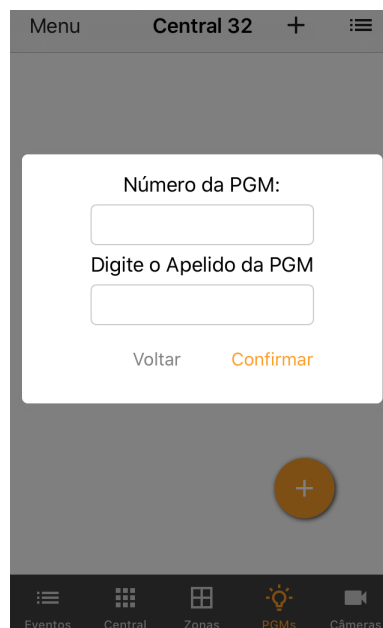 Menu Central 32 +
Número da PGM:
Digite o Apelido da PGM
Voltar Confirmar
+
Eventos Central Zonas PGMs Câmeras